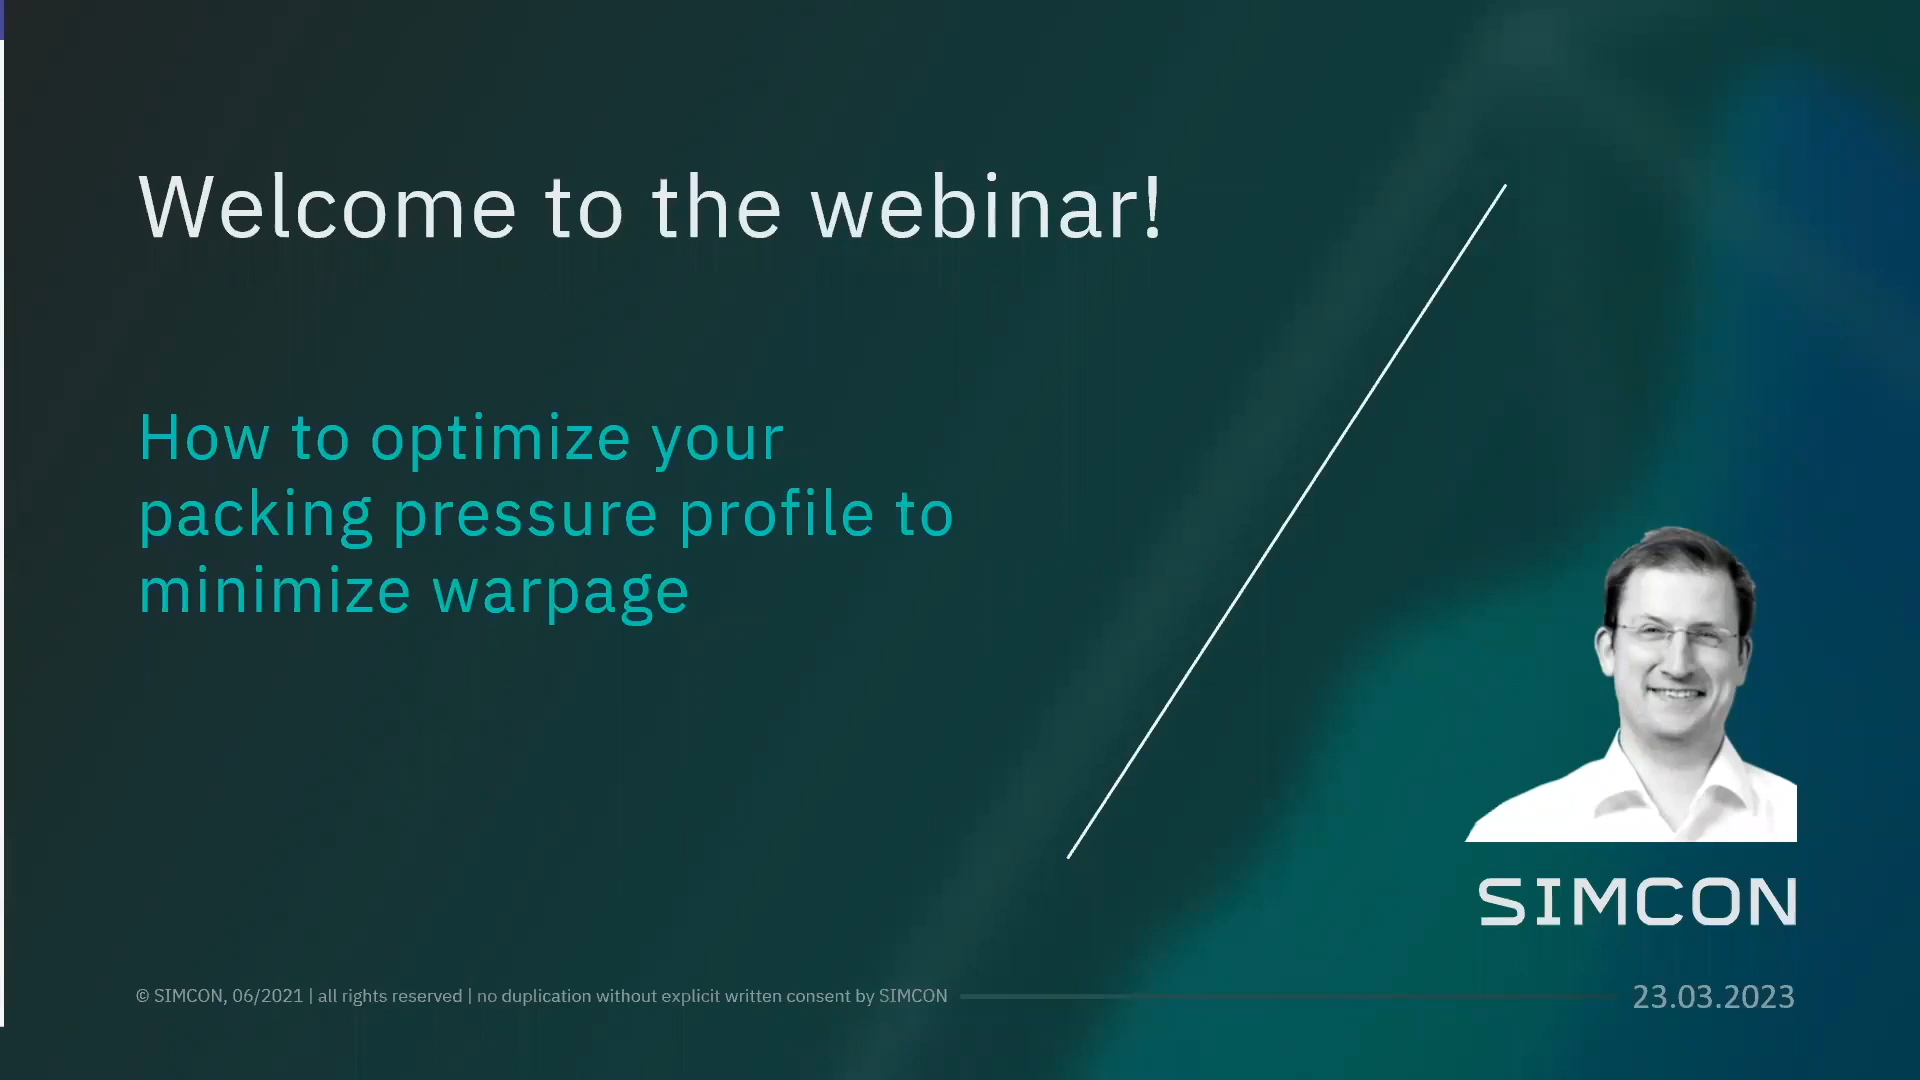 Welcome to the webinar!
How to optimize your
packing pressure profile to
minimize warpage
SIMCON
© SIMCON, 06/2021 | all rights reserved | no duplication without explicit written consent by SIMCON
23.03.2023